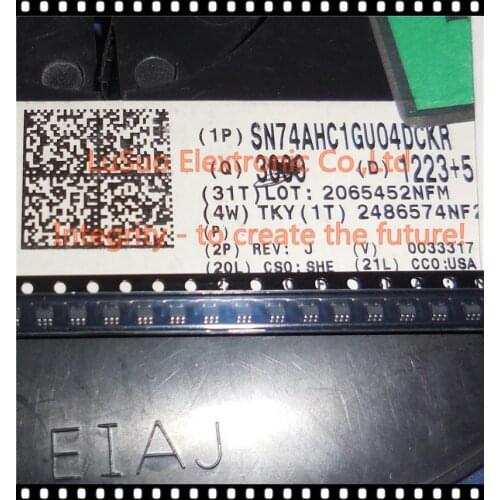 (1P) SN74AHC1GU04DCKR
LuSuo Electronic Co.,Ltd
(Q) 3000 (D) 1223+5
(31T) LOT: 2065452NFM
(4W) TKY (1T) 2486574NF2
(P)
Integrity - to create the future!
(2P) REV: J (V) 0033317
(20L) CSO: SHE (21L) CCO:USA
EIAJ